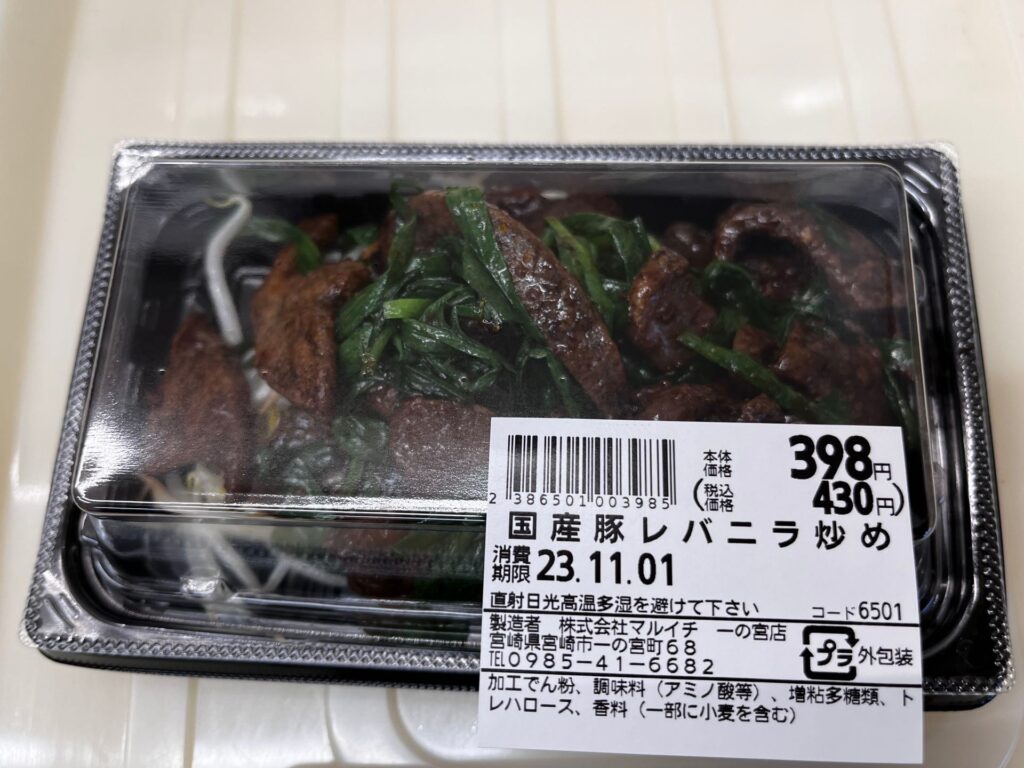 本体価格 398円
(税込価格 430円)
2 386501 003985
国産豚レバニラ炒め
消費期限 23.11.01
直射日光高温多湿を避けて下さい コード6501
製造者 株式会社マルイチ 一の宮店
宮崎県宮崎市一の宮町68
TEL0985-41-6682
プラ 外包装
加工でん粉、調味料(アミノ酸等)、増粘多糖類、ト
レハロース、香料(一部に小麦を含む)